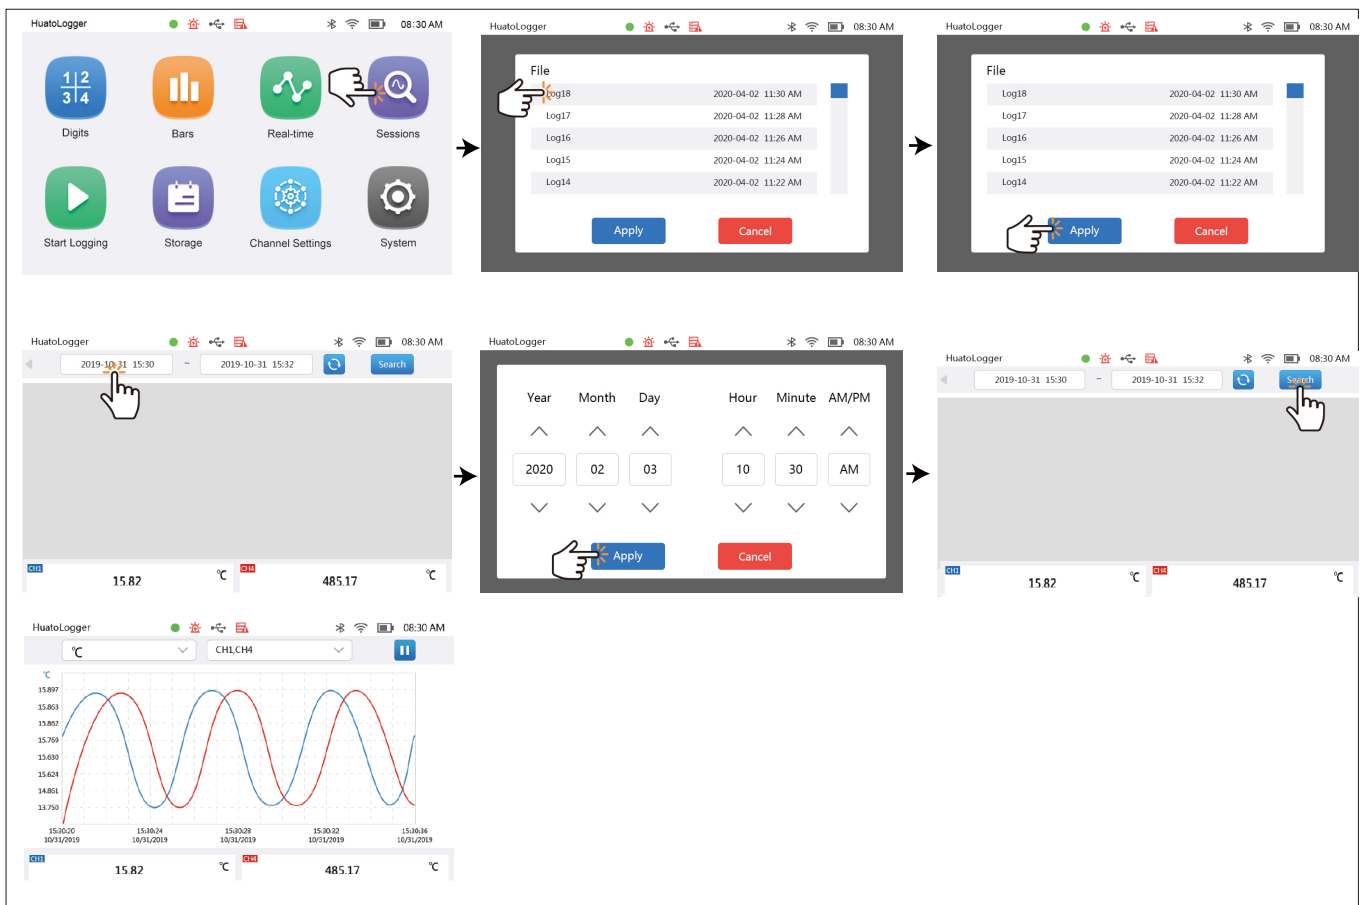 HuatoLogger 08:30 AM
1 2
3 4
Digits Bars Real-time Sessions
Start Logging Storage Channel Settings System
HuatoLogger 08:30 AM
File
Log18 2020-04-02 11:30 AM
Log17 2020-04-02 11:28 AM
Log16 2020-04-02 11:26 AM
Log15 2020-04-02 11:24 AM
Log14 2020-04-02 11:22 AM
Apply Cancel
HuatoLogger 08:30 AM
File
Log18 2020-04-02 11:30 AM
Log17 2020-04-02 11:28 AM
Log16 2020-04-02 11:26 AM
Log15 2020-04-02 11:24 AM
Log14 2020-04-02 11:22 AM
Apply Cancel
HuatoLogger 08:30 AM
2019-10-31 15:30 ~ 2019-10-31 15:32 Search
CH1 15.82 ℃ CH4 485.17 ℃
HuatoLogger 08:30 AM
Year Month Day Hour Minute AM/PM
2020 02 03 10 30 AM
Apply Cancel
HuatoLogger 08:30 AM
2019-10-31 15:30 ~ 2019-10-31 15:32 Search
CH1 15.82 ℃ CH4 485.17 ℃
HuatoLogger 08:30 AM
℃ CH1,CH4
℃
15.897
15.863
15.862
15.769
15.630
15.624
14.861
13.750
15:30:20 15:30:24 15:30:28 15:30:32 15:30:36
10/31/2019 10/31/2019 10/31/2019 10/31/2019 10/31/2019
CH1 15.82 ℃ CH4 485.17 ℃